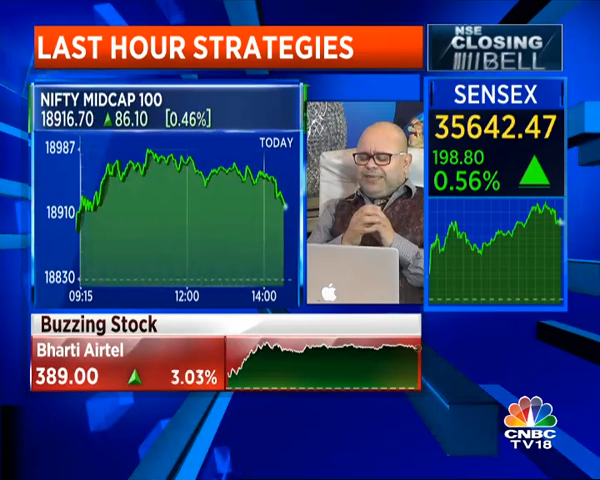 LAST HOUR STRATEGIES
NSE
CLOSING
BELL
NIFTY MIDCAP 100
18916.70 ▲ 86.10 [0.46%]
TODAY
18987
18910
18830
09:15 12:00 14:00
SENSEX
35642.47
198.80
0.56%
Buzzing Stock
Bharti Airtel
389.00 ▲ 3.03%
CNBC
TV18